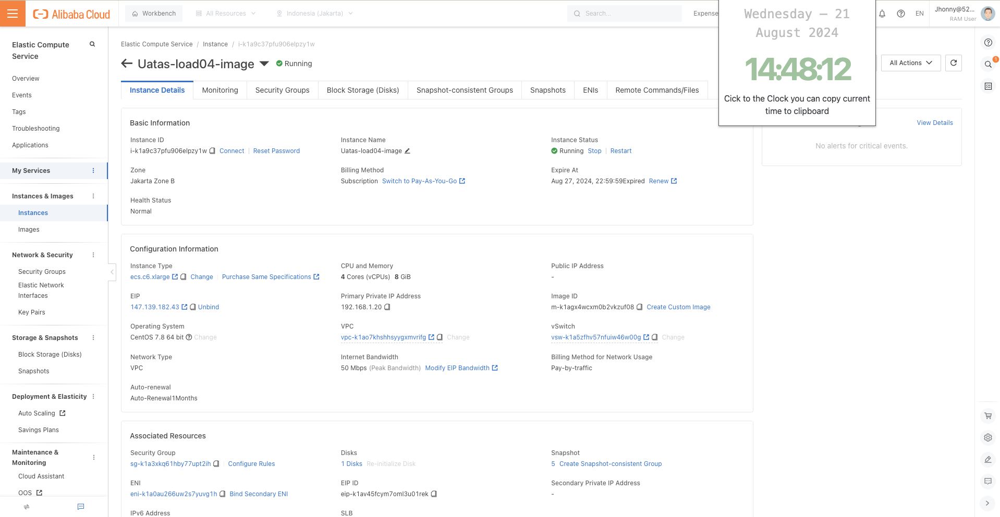 Alibaba Cloud
Workbench
All Resources
Indonesia (Jakarta)
Search...
Expense
EN
Jhonny@52...
RAM User
Wednesday – 21
August 2024
14:48:12
Cick to the Clock you can copy current
time to clipboard
Elastic Compute
Service
Overview
Events
Tags
Troubleshooting
Applications
My Services
Instances & Images
Instances
Images
Network & Security
Security Groups
Elastic Network
Interfaces
Key Pairs
Storage & Snapshots
Block Storage (Disks)
Snapshots
Deployment & Elasticity
Auto Scaling
Savings Plans
Maintenance &
Monitoring
Cloud Assistant
OOS
Elastic Compute Service / Instance / i-k1a9c37pfu906elpzy1w
Uatas-load04-image Running
All Actions
1
Instance Details Monitoring Security Groups Block Storage (Disks) Snapshot-consistent Groups Snapshots ENIs Remote Commands/Files
Basic Information
Instance ID
i-k1a9c37pfu906elpzy1w Connect | Reset Password
Instance Name
Uatas-load04-image
Instance Status
Running Stop | Restart
Zone
Jakarta Zone B
Billing Method
Subscription Switch to Pay-As-You-Go
Expire At
Aug 27, 2024, 22:59:59Expired Renew
Health Status
Normal
View Details
No alerts for critical events.
Configuration Information
Instance Type
ecs.c6.xlarge Change | Purchase Same Specifications
CPU and Memory
4 Cores (vCPUs) 8 GiB
Public IP Address
-
EIP
147.139.182.43 Unbind
Primary Private IP Address
192.168.1.20
Image ID
m-k1agx4wcxm0b2vkzuf08 Create Custom Image
Operating System
CentOS 7.8 64 bit Change
VPC
vpc-k1ao7khshhsyygxmvrifg Change
vSwitch
vsw-k1a5zfhv57nfuiw46w00g Change
Network Type
VPC
Internet Bandwidth
50 Mbps (Peak Bandwidth) Modify EIP Bandwidth
Billing Method for Network Usage
Pay-by-traffic
Auto-renewal
Auto-Renewal1Months
Associated Resources
Security Group
sg-k1a3xkq61hby77upt2ih | Configure Rules
Disks
1 Disks Re-initialize Disk
Snapshot
5 Create Snapshot-consistent Group
ENI
eni-k1a0au266uw2s7yuvg1h Bind Secondary ENI
EIP ID
eip-k1av45fcym7oml3u01rek
Secondary Private IP Address
-
IPv6 Address
SLB